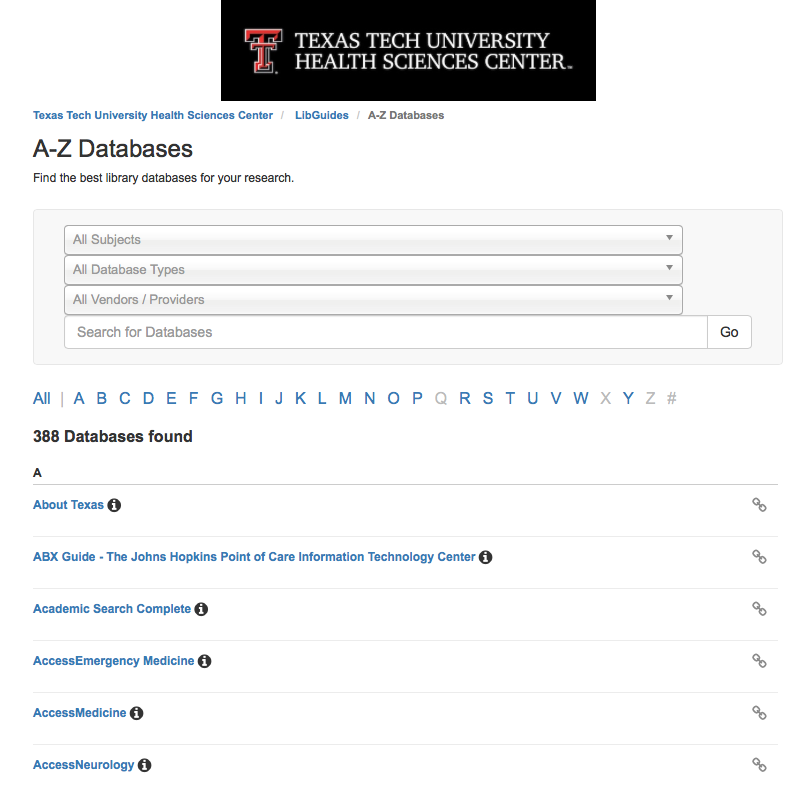 TEXAS TECH UNIVERSITY
HEALTH SCIENCES CENTER™
Texas Tech University Health Sciences Center / LibGuides / A-Z Databases
A-Z Databases
Find the best library databases for your research.
All Subjects
All Database Types
All Vendors / Providers
Search for Databases Go
All | A B C D E F G H I J K L M N O P Q R S T U V W X Y Z #
388 Databases found
A
About Texas
ABX Guide - The Johns Hopkins Point of Care Information Technology Center
Academic Search Complete
AccessEmergency Medicine
AccessMedicine
AccessNeurology